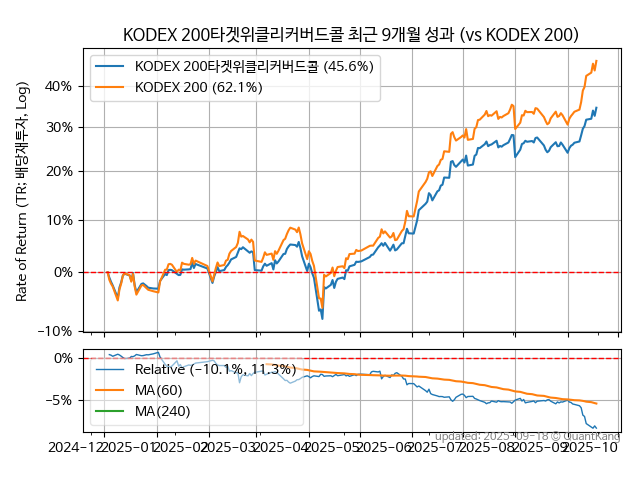 KODEX 200타겟위클리커버드콜 최근 9개월 성과 (vs KODEX 200)
Rate of Return (TR: 배당재투자, Log)
KODEX 200타겟위클리커버드콜 (45.6%)
KODEX 200 (62.1%)
40%
30%
20%
10%
0%
−10%
0%
−5%
Relative (−10.1%, 11.3%)
MA(60)
MA(240)
updated: 2025-09-18 © QuantKang
2024-12 2025-01 2025-02 2025-03 2025-04 2025-05 2025-06 2025-07 2025-08 2025-09 2025-10